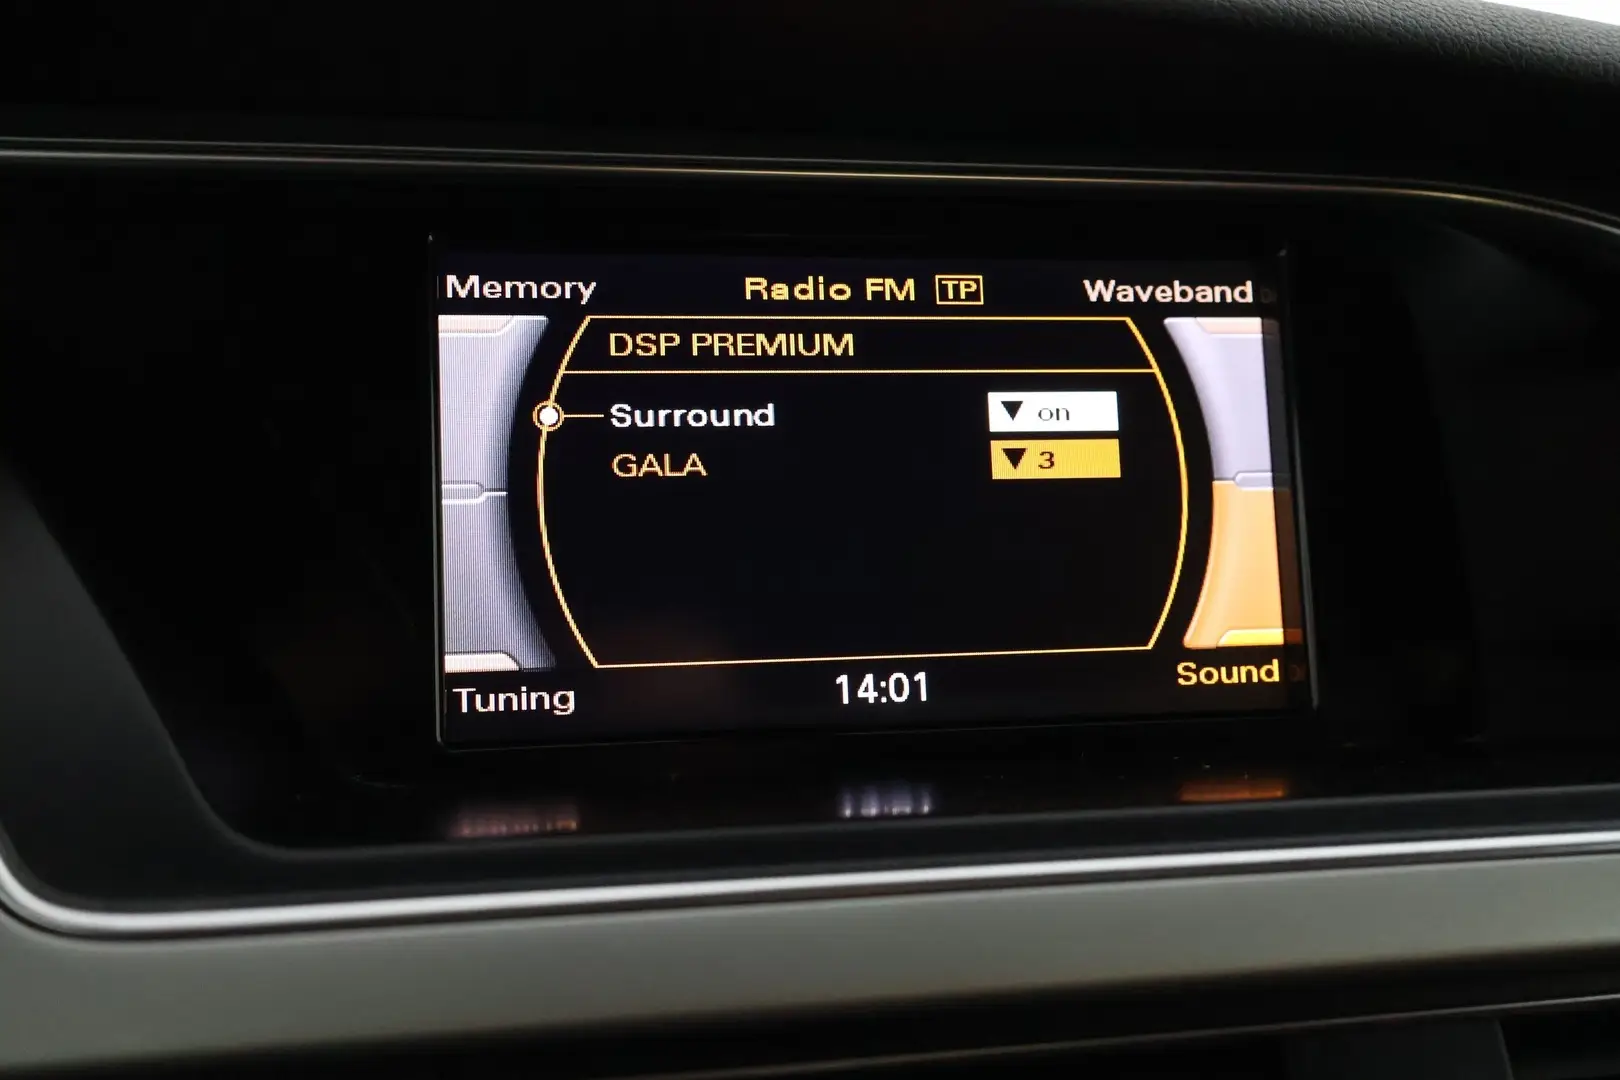 Memory
Radio FM TP
Waveband
DSP PREMIUM
Surround
on
GALA
3
Tuning
14:01
Sound